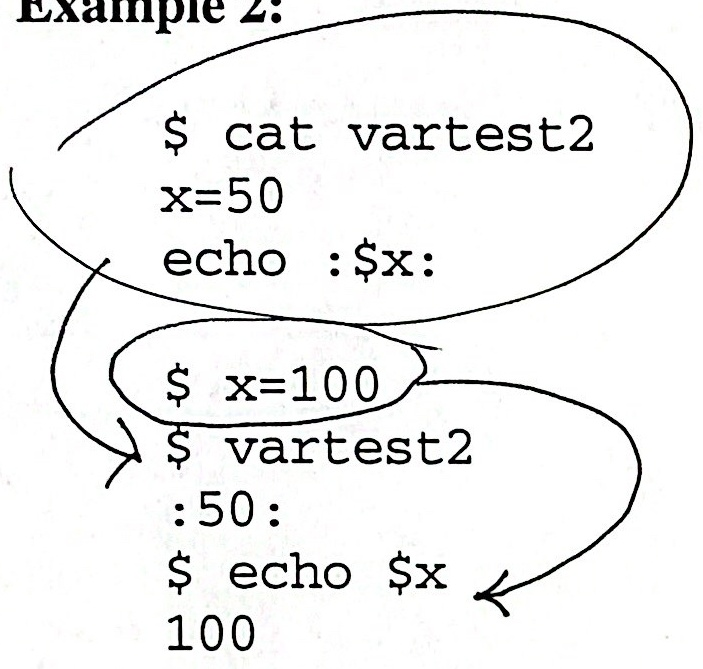 Example 2:
$ cat vartest2
x=50
echo :$x:
$ x=100
$ vartest2
:50:
$ echo $x
100